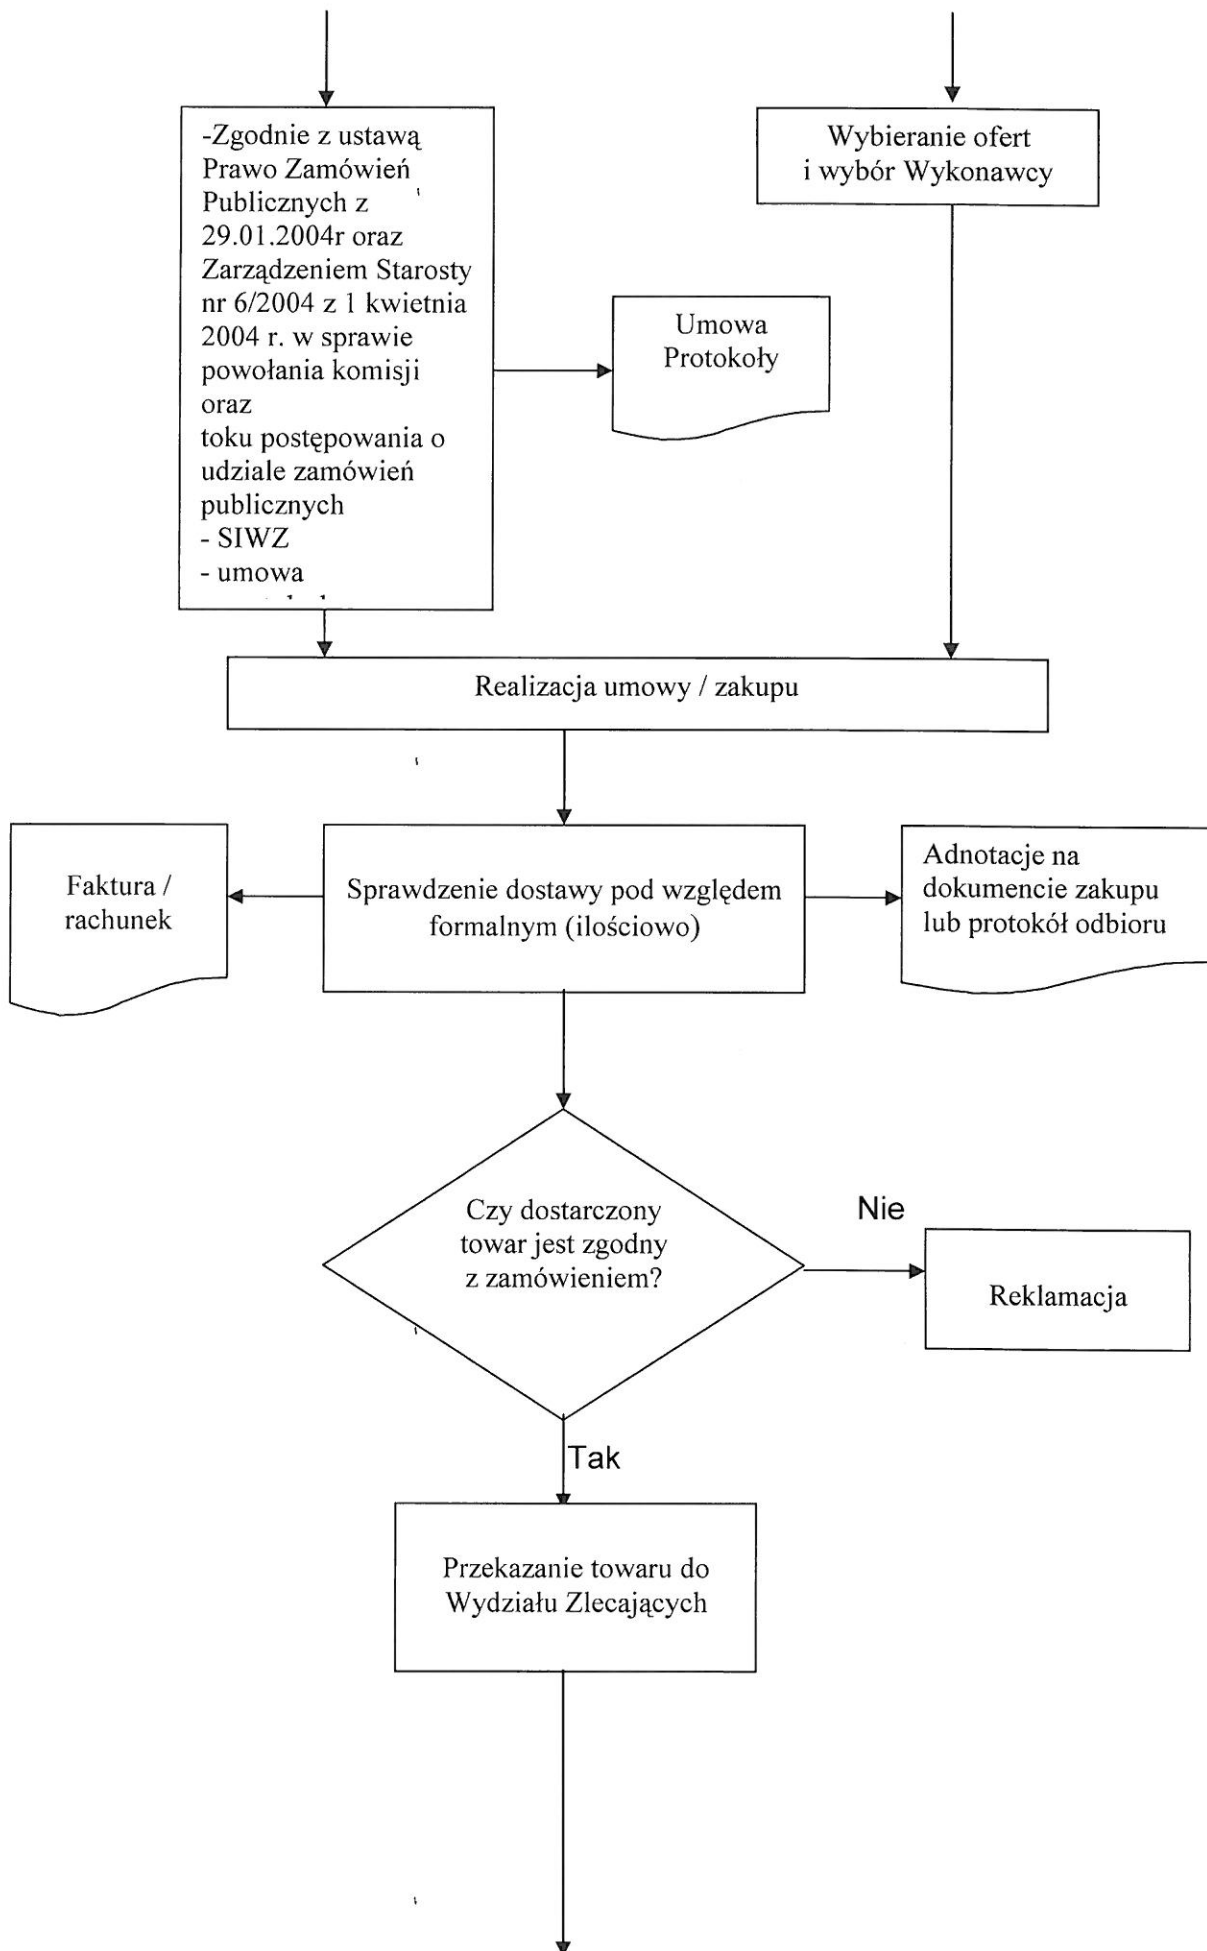 -Zgodnie z ustawą
Prawo Zamówień
Publicznych z
29.01.2004r oraz
Zarządzeniem Starosty
nr 6/2004 z 1 kwietnia
2004 r. w sprawie
powołania komisji
oraz
toku postępowania o
udziale zamówień
publicznych
- SIWZ
- umowa
Wybieranie ofert
i wybór Wykonawcy
Umowa
Protokoły
Realizacja umowy / zakupu
Faktura /
rachunek
Sprawdzenie dostawy pod względem
formalnym (ilościowo)
Adnotacje na
dokumencie zakupu
lub protokół odbioru
Czy dostarczony
towar jest zgodny
z zamówieniem?
Nie
Reklamacja
Tak
Przekazanie towaru do
Wydziału Zlecających